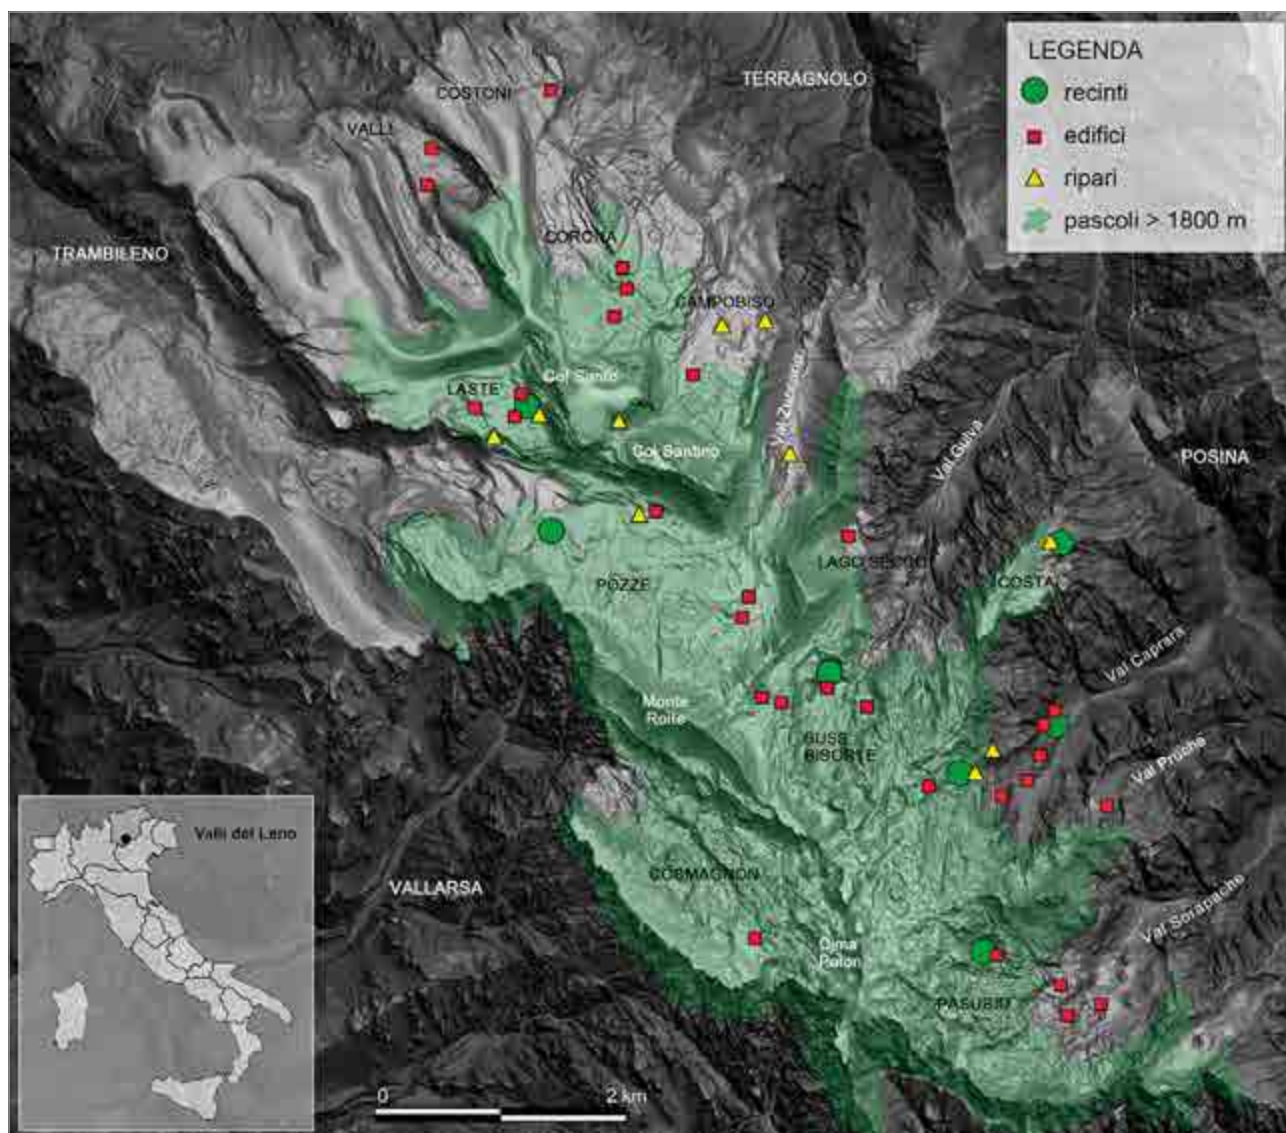 LEGENDA
recinti
edifici
ripari
pascoli > 1800 m
TERRAGNOLO
COSTONI
VALLI
TRAMBILENO
CAMPOBISO
Val Zuccaria
LASTE
Col Santo
Col Santino
Val Gulva
POSINA
LAGO SECCO
COSTA
POZZE
Val Caprara
Monte
Roite
BUSE
BISORTE
Val Pruche
Valli del Leno
VALLARSA
COSMAGNON
Val Sorapache
Cima
Palon
PASUBIO
0
2 km